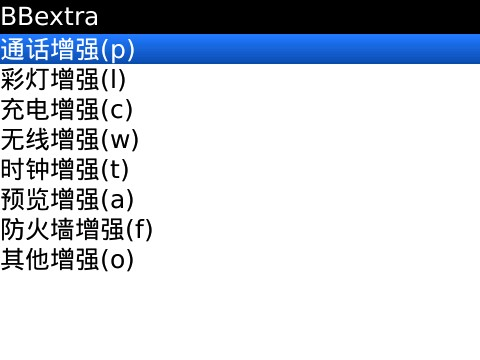 BBextra
通话增强(p)
彩灯增强(l)
充电增强(c)
无线增强(w)
时钟增强(t)
预览增强(a)
防火墙增强(f)
其他增强(o)